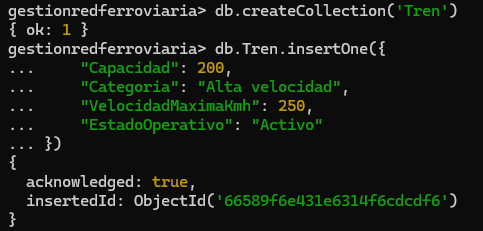 gestionredferroviaria> db.createCollection('Tren')
{ ok: 1 }
gestionredferroviaria> db.Tren.insertOne({
...     "Capacidad": 200,
...     "Categoria": "Alta velocidad",
...     "VelocidadMaximaKmh": 250,
...     "EstadoOperativo": "Activo"
... })
{
  acknowledged: true,
  insertedId: ObjectId('66589f6e431e6314f6cdcdf6')
}